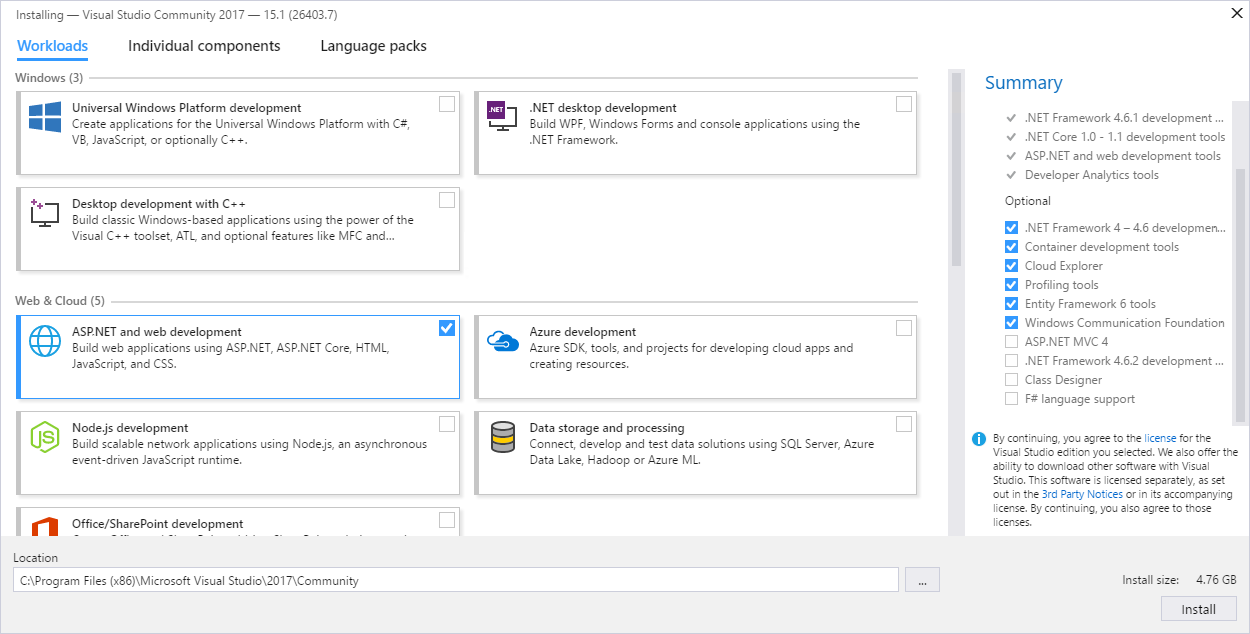 Installing — Visual Studio Community 2017 — 15.1 (26403.7)
Workloads
Individual components
Language packs
Windows (3)
Universal Windows Platform development
Create applications for the Universal Windows Platform with C#,
VB, JavaScript, or optionally C++.
.NET
.NET desktop development
Build WPF, Windows Forms and console applications using the
.NET Framework.
Desktop development with C++
Build classic Windows-based applications using the power of the
Visual C++ toolset, ATL, and optional features like MFC and...
Web & Cloud (5)
ASP.NET and web development
Build web applications using ASP.NET, ASP.NET Core, HTML,
JavaScript, and CSS.
Azure development
Azure SDK, tools, and projects for developing cloud apps and
creating resources.
JS
Node.js development
Build scalable network applications using Node.js, an asynchronous
event-driven JavaScript runtime.
Data storage and processing
Connect, develop and test data solutions using SQL Server, Azure
Data Lake, Hadoop or Azure ML.
Office/SharePoint development
Summary
.NET Framework 4.6.1 development ...
.NET Core 1.0 - 1.1 development tools
ASP.NET and web development tools
Developer Analytics tools
Optional
.NET Framework 4 – 4.6 developmen...
Container development tools
Cloud Explorer
Profiling tools
Entity Framework 6 tools
Windows Communication Foundation
ASP.NET MVC 4
.NET Framework 4.6.2 development ...
Class Designer
F# language support
By continuing, you agree to the license for the
Visual Studio edition you selected. We also offer the
ability to download other software with Visual
Studio. This software is licensed separately, as set
out in the 3rd Party Notices or in its accompanying
license. By continuing, you also agree to those
licenses.
Location
C:\Program Files (x86)\Microsoft Visual Studio\2017\Community
...
Install size: 4.76 GB
Install